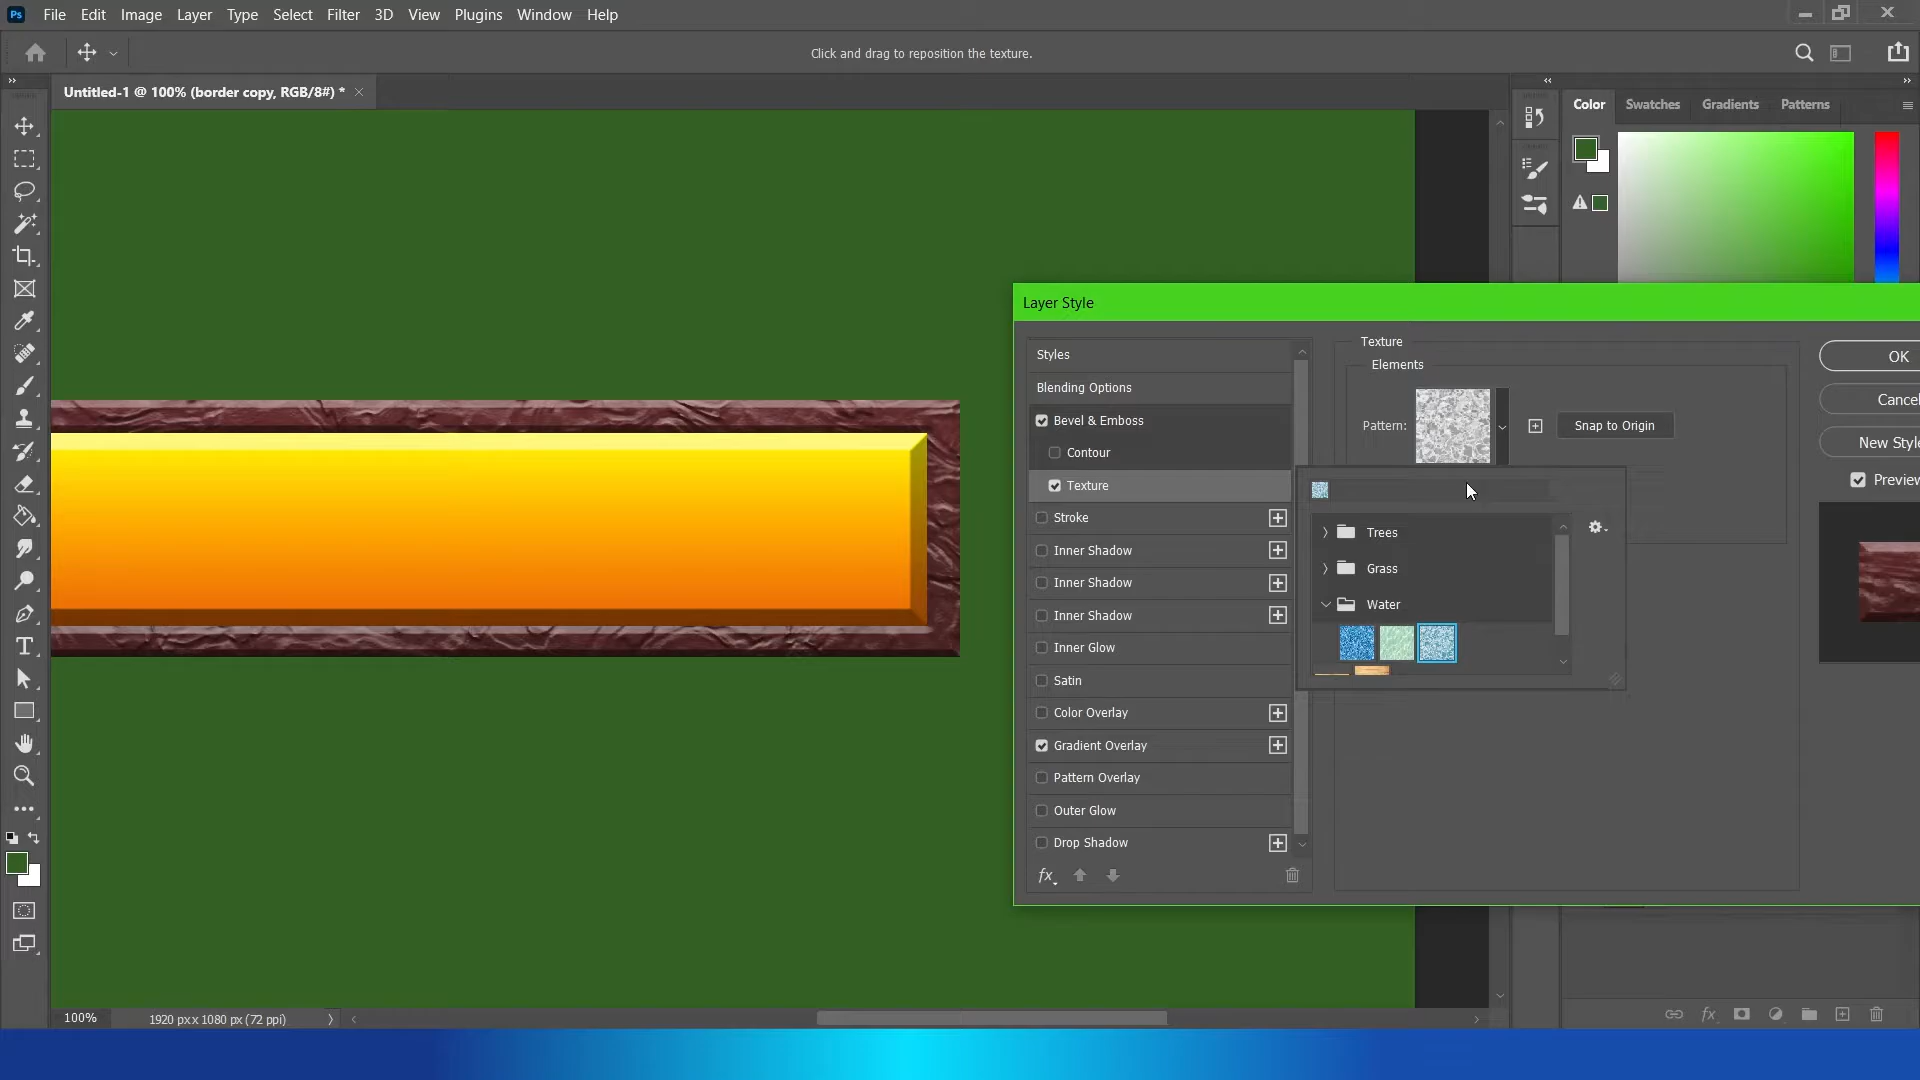 Ps File Edit Image Layer Type Select Filter 3D View Plugins Window Help
Click and drag to reposition the texture.
Untitled-1 @ 100% (border copy, RGB/8#) *
Color Swatches Gradients Patterns
Layer Style
Styles
Blending Options
Bevel & Emboss
Contour
Texture
Stroke
Inner Shadow
Inner Shadow
Inner Shadow
Inner Glow
Satin
Color Overlay
Gradient Overlay
Pattern Overlay
Outer Glow
Drop Shadow
fx
Texture
Elements
Pattern:
Snap to Origin
Trees
Grass
Water
OK
Cancel
New Style
Preview
100% 1920 px x 1080 px (72 ppi)
fx